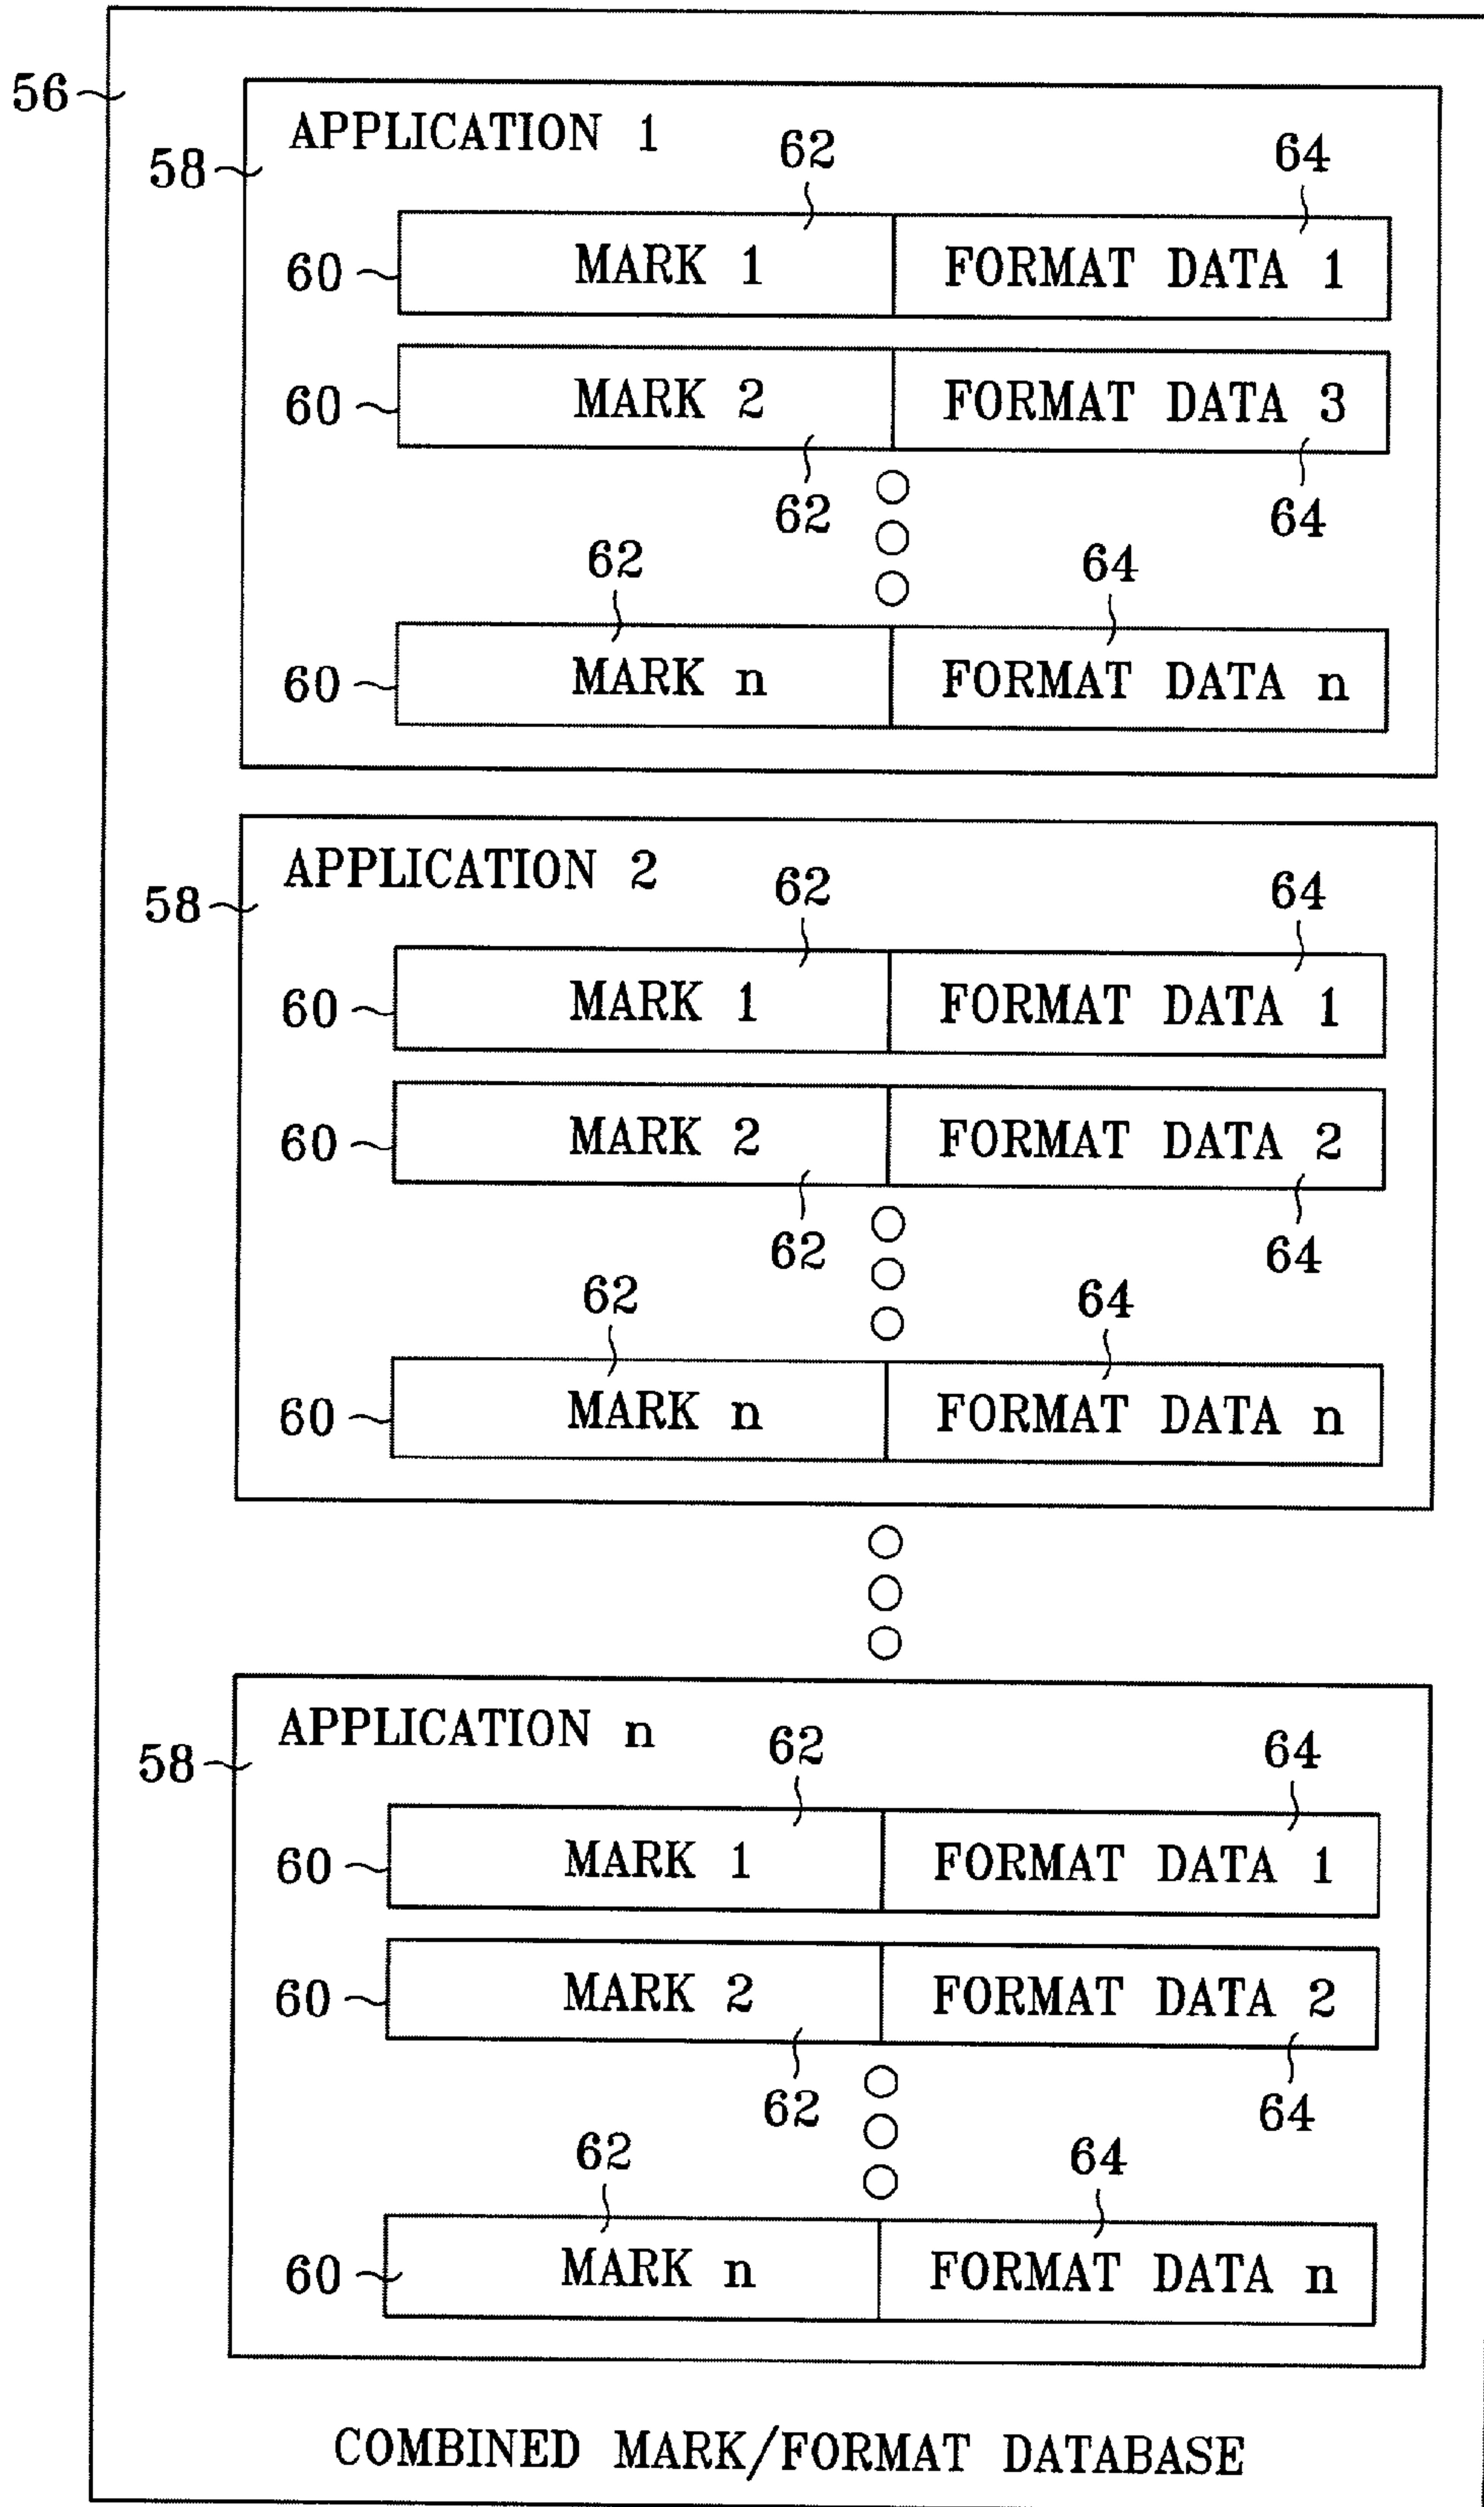 56
APPLICATION 1
62
64
58
60
MARK 1
FORMAT DATA 1
60
MARK 2
FORMAT DATA 3
62
64
62
64
60
MARK n
FORMAT DATA n
APPLICATION 2
62
64
58
60
MARK 1
FORMAT DATA 1
60
MARK 2
FORMAT DATA 2
62
64
62
64
60
MARK n
FORMAT DATA n
APPLICATION n
62
64
58
60
MARK 1
FORMAT DATA 1
60
MARK 2
FORMAT DATA 2
62
64
62
64
60
MARK n
FORMAT DATA n
COMBINED MARK/FORMAT DATABASE